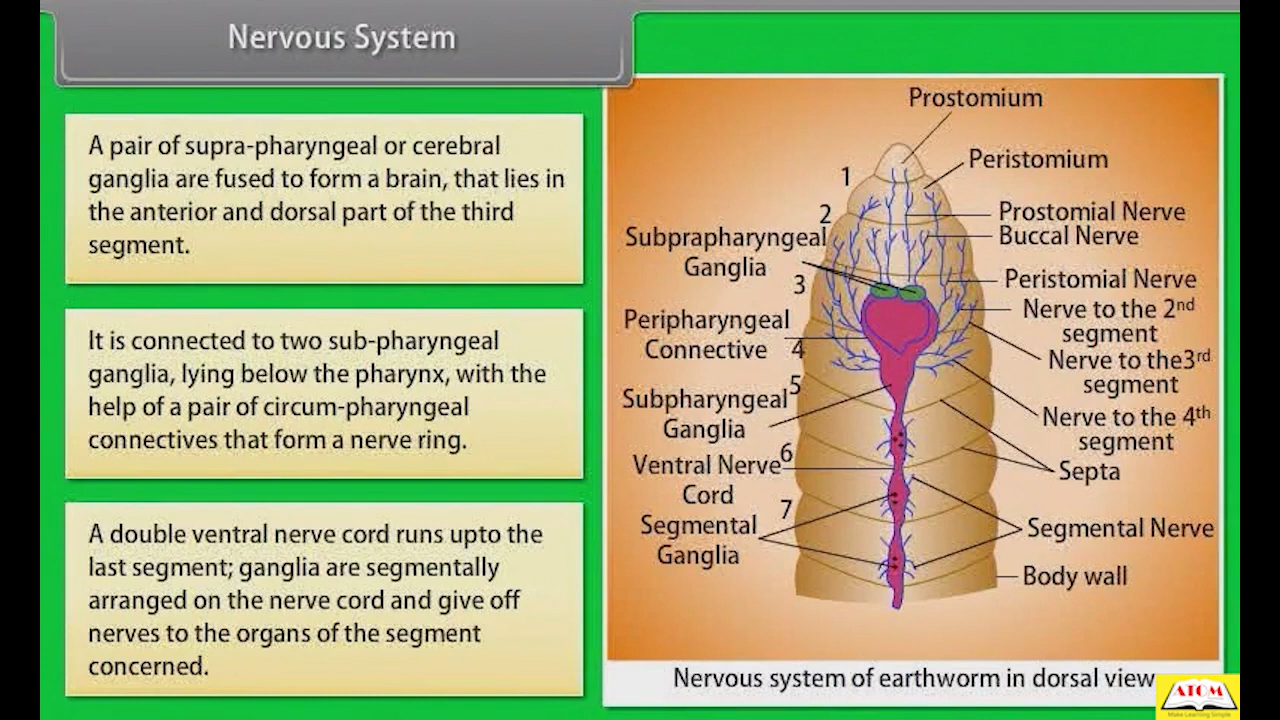 Nervous System
A pair of supra-pharyngeal or cerebral
ganglia are fused to form a brain, that lies in
the anterior and dorsal part of the third
segment.
It is connected to two sub-pharyngeal
ganglia, lying below the pharynx, with the
help of a pair of circum-pharyngeal
connectives that form a nerve ring.
A double ventral nerve cord runs upto the
last segment; ganglia are segmentally
arranged on the nerve cord and give off
nerves to the organs of the segment
concerned.
Prostomium
Peristomium
1
2
Prostomial Nerve
Buccal Nerve
Subprapharyngeal
Ganglia
3
Peristomial Nerve
Nerve to the 2nd
segment
Peripharyngeal
Connective
4
Nerve to the3rd
segment
5
Subpharyngeal
Ganglia
Nerve to the 4th
segment
6
Ventral Nerve
Cord
Septa
7
Segmental
Ganglia
Segmental Nerve
Body wall
Nervous system of earthworm in dorsal view
ATOM
Make Learning Simple